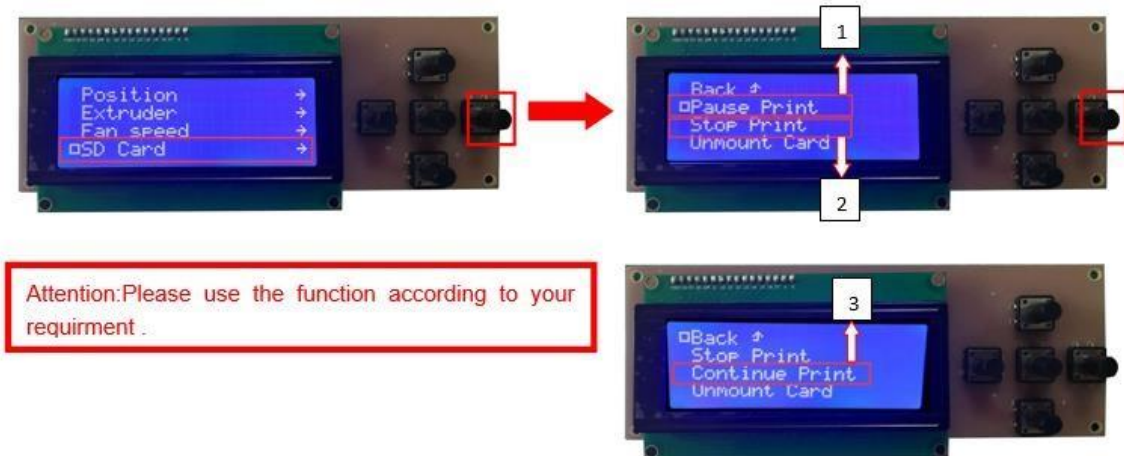 Position →
Extruder →
Fan speed →
SD Card →
1
Back
Pause Print
Stop Print
Unmount Card
2
Attention:Please use the function according to your
requirment .
3
Back
Stop Print
Continue Print
Unmount Card